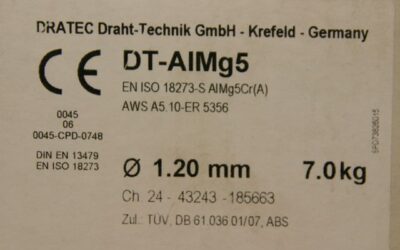 DRATEC Draht-Technik GmbH - Krefeld - Germany
CE
DT-AlMg5
EN ISO 18273-S AlMg5Cr(A)
AWS A5.10-ER 5356
0045
06
0045-CPD-0748
DIN EN 13479
EN ISO 18273
Ø 1.20 mm 7.0kg
Ch. 24 - 43243 -185663
Zul.: TÜV, DB 61.036.01/07, ABS